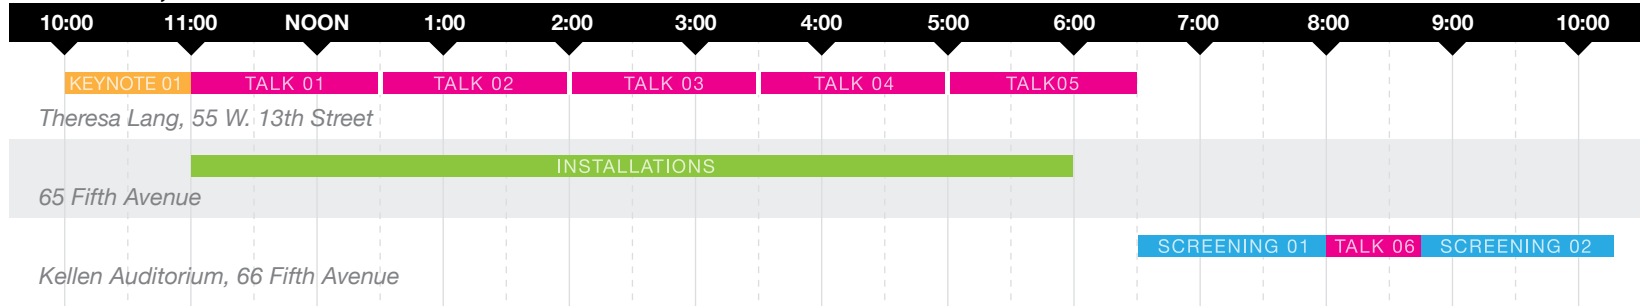 10:00 11:00 NOON 1:00 2:00 3:00 4:00 5:00 6:00 7:00 8:00 9:00 10:00
KEYNOTE 01 TALK 01 TALK 02 TALK 03 TALK 04 TALK05
Theresa Lang, 55 W. 13th Street
INSTALLATIONS
65 Fifth Avenue
SCREENING 01 TALK 06 SCREENING 02
Kellen Auditorium, 66 Fifth Avenue